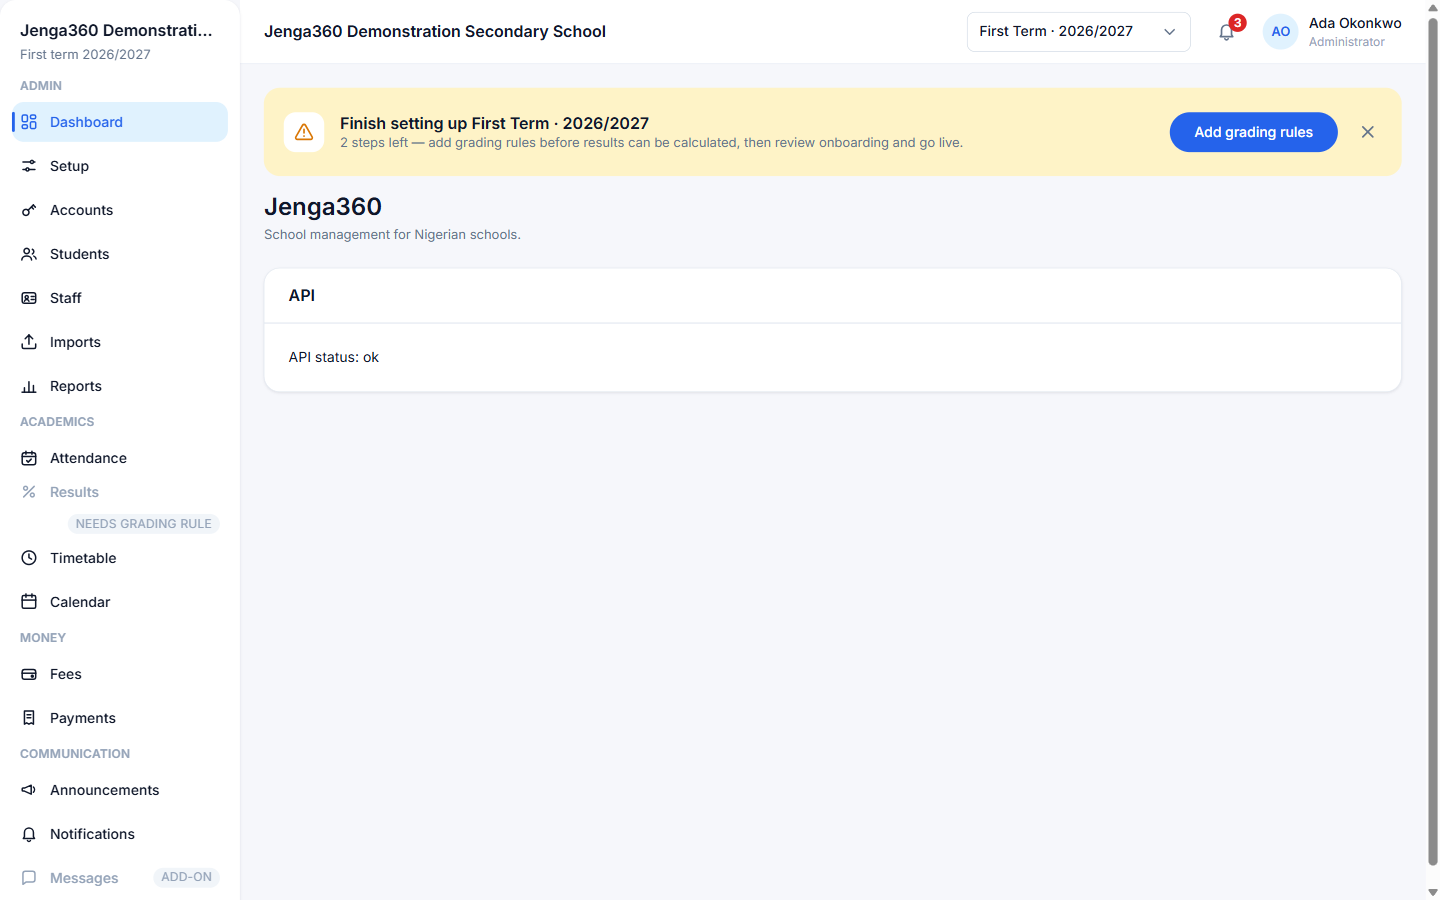 Jenga360 Demonstrati...
First term 2026/2027
ADMIN
Dashboard
Setup
Accounts
Students
Staff
Imports
Reports
ACADEMICS
Attendance
Results
NEEDS GRADING RULE
Timetable
Calendar
MONEY
Fees
Payments
COMMUNICATION
Announcements
Notifications
Messages
ADD-ON
Jenga360 Demonstration Secondary School
First Term · 2026/2027
3
AO
Ada Okonkwo
Administrator
Finish setting up First Term · 2026/2027
2 steps left — add grading rules before results can be calculated, then review onboarding and go live.
Add grading rules
Jenga360
School management for Nigerian schools.
API
API status: ok